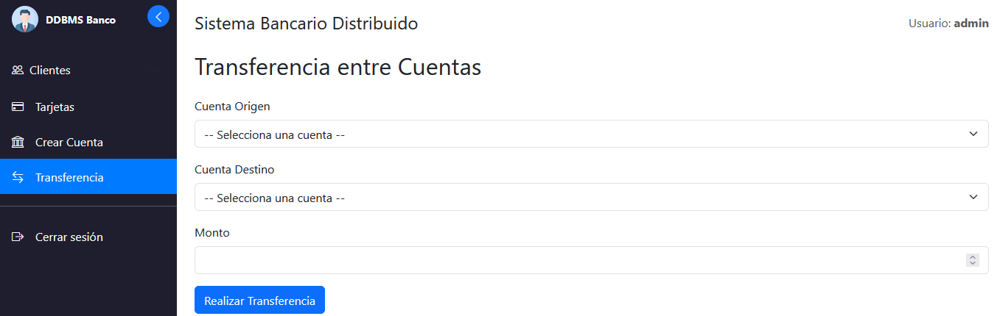 DDBMS Banco
Clientes
Tarjetas
Crear Cuenta
Transferencia
Cerrar sesión
Sistema Bancario Distribuido
Usuario: admin
Transferencia entre Cuentas
Cuenta Origen
-- Selecciona una cuenta --
Cuenta Destino
-- Selecciona una cuenta --
Monto
Realizar Transferencia